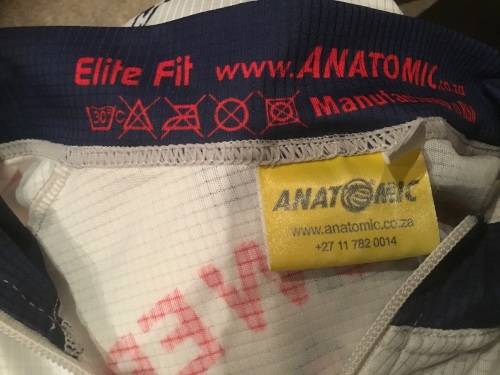 Elite Fit www.ANATOMIC.co.za
30°C
ANATOMIC
www.anatomic.co.za
+27 11 782 0014